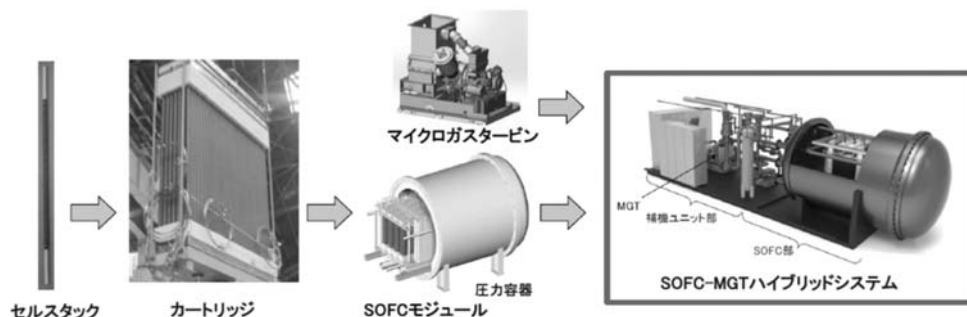 マイクロガスタービン
MGT
補機ユニット部
SOFC部
圧力容器
セルスタック
カートリッジ
SOFCモジュール
SOFC-MGTハイブリッドシステム